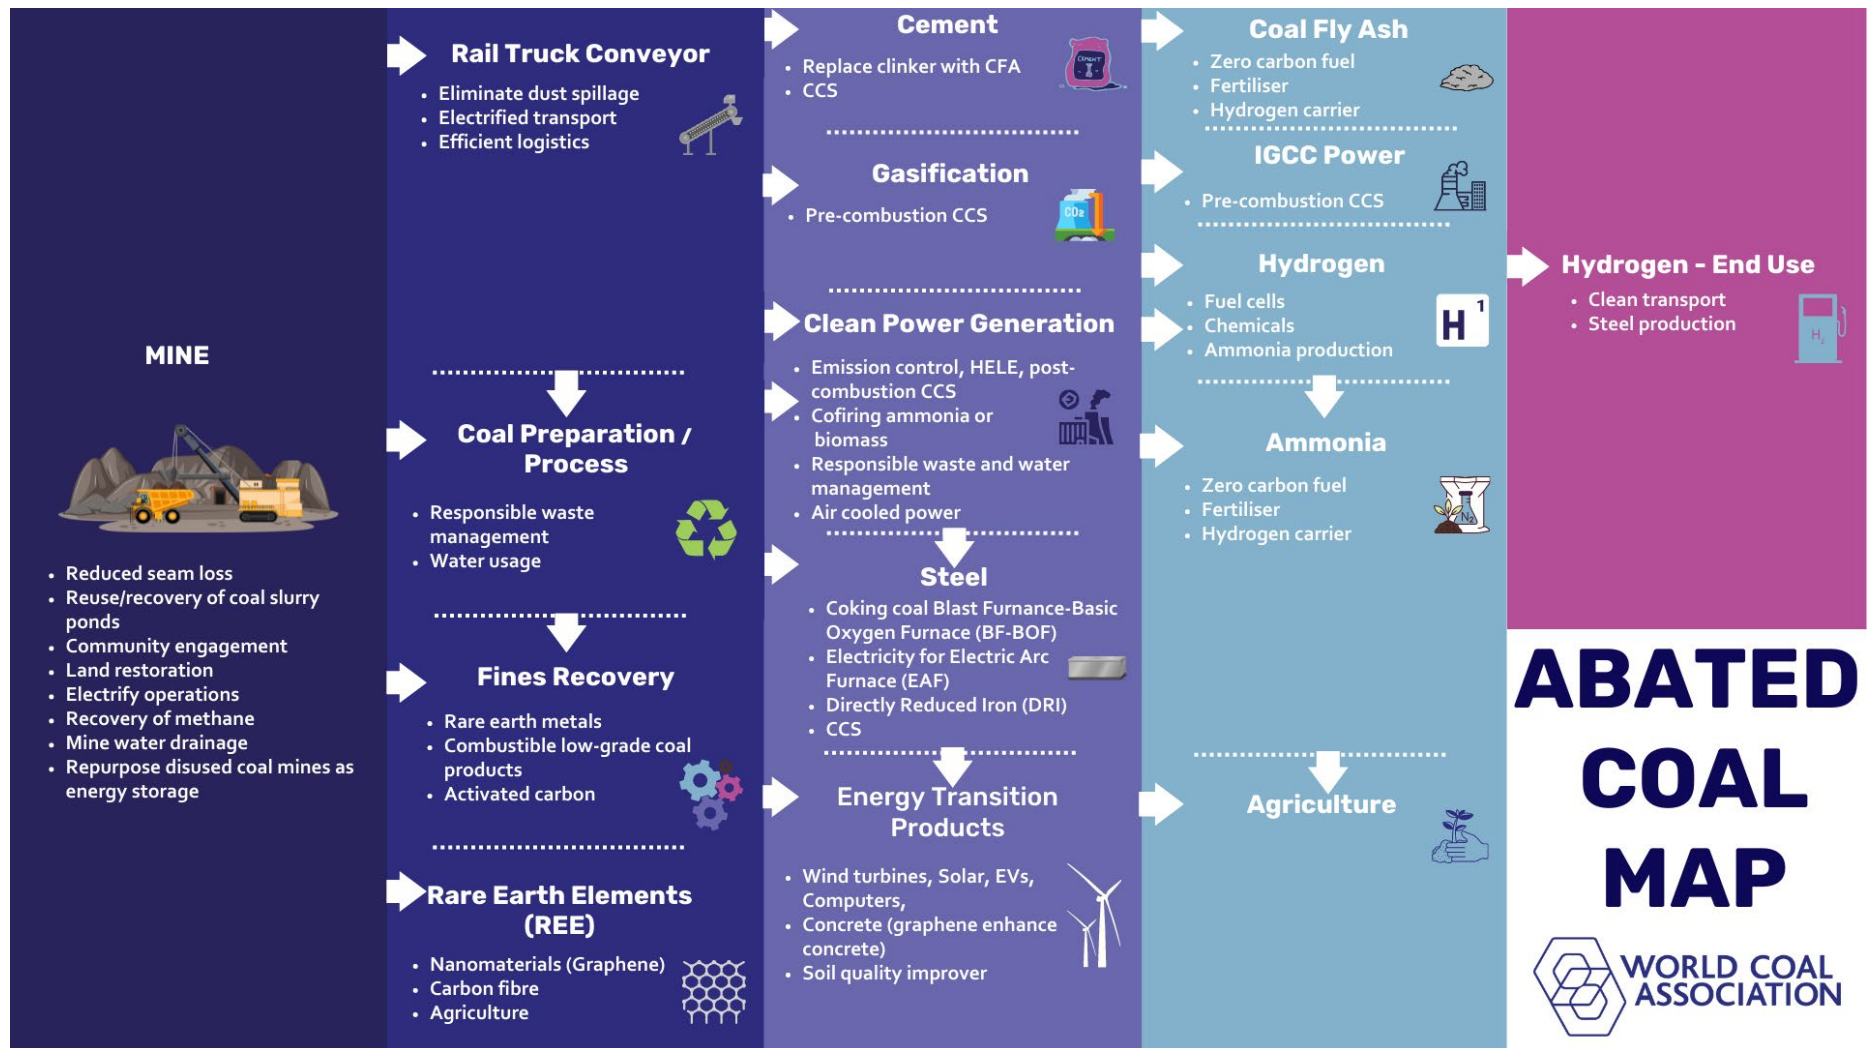 MINE
• Reduced seam loss
• Reuse/recovery of coal slurry
ponds
• Community engagement
• Land restoration
• Electrify operations
• Recovery of methane
• Mine water drainage
• Repurpose disused coal mines as
energy storage
Rail Truck Conveyor
• Eliminate dust spillage
• Electrified transport
• Efficient logistics
Coal Preparation /
Process
• Responsible waste
management
• Water usage
Fines Recovery
• Rare earth metals
• Combustible low-grade coal
products
• Activated carbon
Rare Earth Elements
(REE)
• Nanomaterials (Graphene)
• Carbon fibre
• Agriculture
Cement
• Replace clinker with CFA
• CCS
CEMENT
Gasification
• Pre-combustion CCS
CO2
Clean Power Generation
• Emission control, HELE, post-
combustion CCS
• Cofiring ammonia or
biomass
• Responsible waste and water
management
• Air cooled power
Steel
• Coking coal Blast Furnance-Basic
Oxygen Furnace (BF-BOF)
• Electricity for Electric Arc
Furnace (EAF)
• Directly Reduced Iron (DRI)
• CCS
Energy Transition
Products
• Wind turbines, Solar, EVs,
Computers,
• Concrete (graphene enhance
concrete)
• Soil quality improver
Coal Fly Ash
• Zero carbon fuel
• Fertiliser
• Hydrogen carrier
IGCC Power
• Pre-combustion CCS
Hydrogen
• Fuel cells
• Chemicals
• Ammonia production
H 1
Ammonia
• Zero carbon fuel
• Fertiliser
• Hydrogen carrier
N2
Agriculture
Hydrogen - End Use
• Clean transport
• Steel production
H2
ABATED
COAL
MAP
WORLD COAL
ASSOCIATION